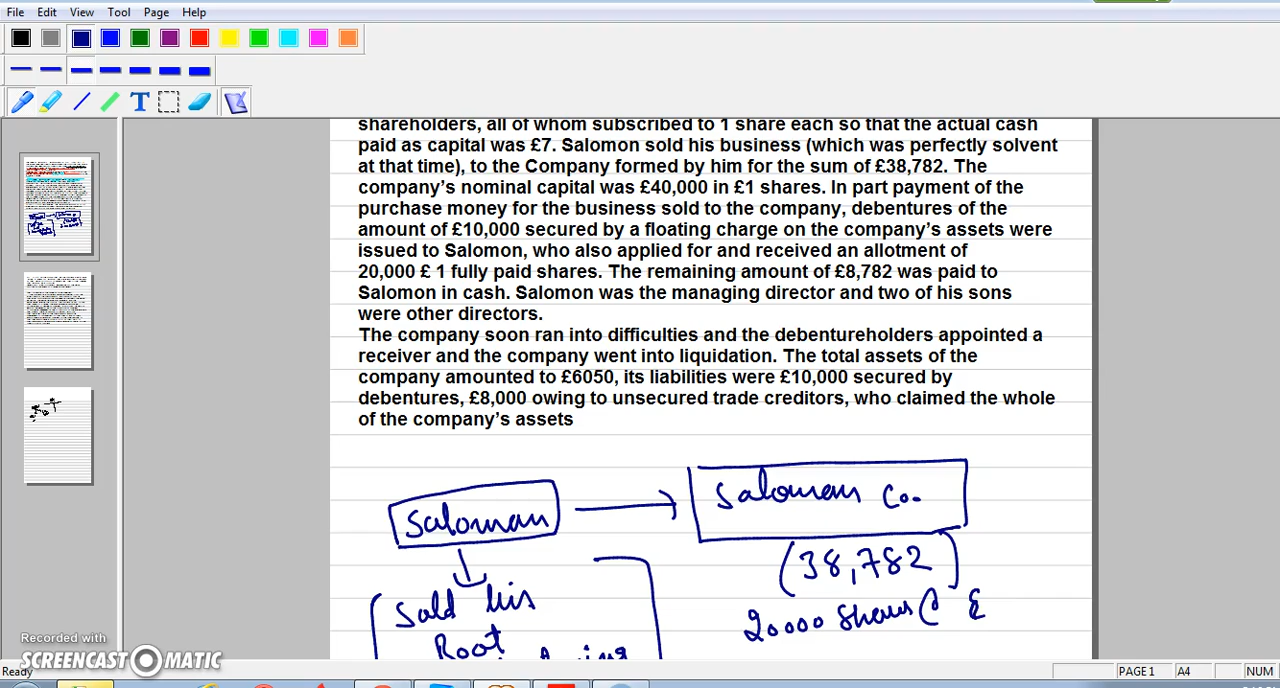 File Edit View Tool Page Help
T
shareholders, all of whom subscribed to 1 share each so that the actual cash
paid as capital was £7. Salomon sold his business (which was perfectly solvent
at that time), to the Company formed by him for the sum of £38,782. The
company's nominal capital was £40,000 in £1 shares. In part payment of the
purchase money for the business sold to the company, debentures of the
amount of £10,000 secured by a floating charge on the company's assets were
issued to Salomon, who also applied for and received an allotment of
20,000 £ 1 fully paid shares. The remaining amount of £8,782 was paid to
Salomon in cash. Salomon was the managing director and two of his sons
were other directors.
The company soon ran into difficulties and the debentureholders appointed a
receiver and the company went into liquidation. The total assets of the
company amounted to £6050, its liabilities were £10,000 secured by
debentures, £8,000 owing to unsecured trade creditors, who claimed the whole
of the company's assets
Saloman
Saloman Co.
(38,782)
Sold his
20000 Shares @ £
Boot
Recorded with
SCREENCAST-O-MATIC
Ready
PAGE1 A4 NUM